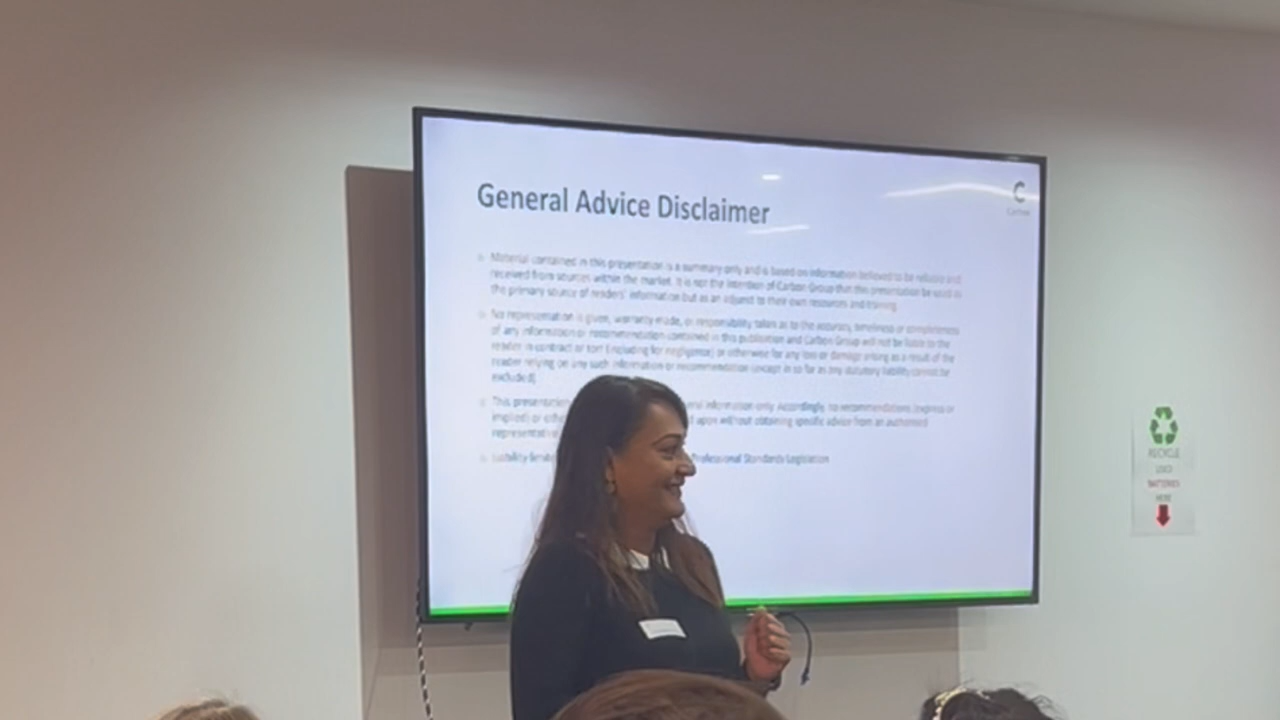 General Advice Disclaimer
C
Carbon
Material contained in this presentation is a summary only and is based on information believed to be reliable and
received from sources within the market. It is not the intention of Carbon Group that this presentation be used as
the primary source of readers' information but as an adjunct to their own resources and training.
No representation is given, warranty made, or responsibility taken as to the accuracy, timeliness or completeness
of any information or recommendation contained in this publication and Carbon Group will not be liable to the
reader in contract or tort (including for negligence) or otherwise for any loss or damage arising as a result of the
reader relying on any such information or recommendation (except in so far as any statutory liability cannot be
excluded).
This presentation information only. Accordingly, no recommendations (express or
implied) or upon without obtaining specific advice from an authorised
representative
Liability Professional Standards Legislation
RECYCLE
USED
BATTERIES
HERE